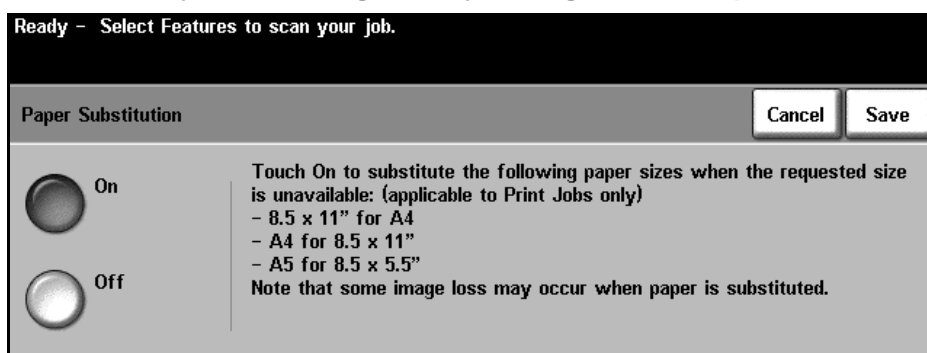 Ready – Select Features to scan your job.
Paper Substitution
Cancel
Save
On
Touch On to substitute the following paper sizes when the requested size
is unavailable: (applicable to Print Jobs only)
– 8.5 x 11” for A4
– A4 for 8.5 x 11”
– A5 for 8.5 x 5.5”
Off
Note that some image loss may occur when paper is substituted.